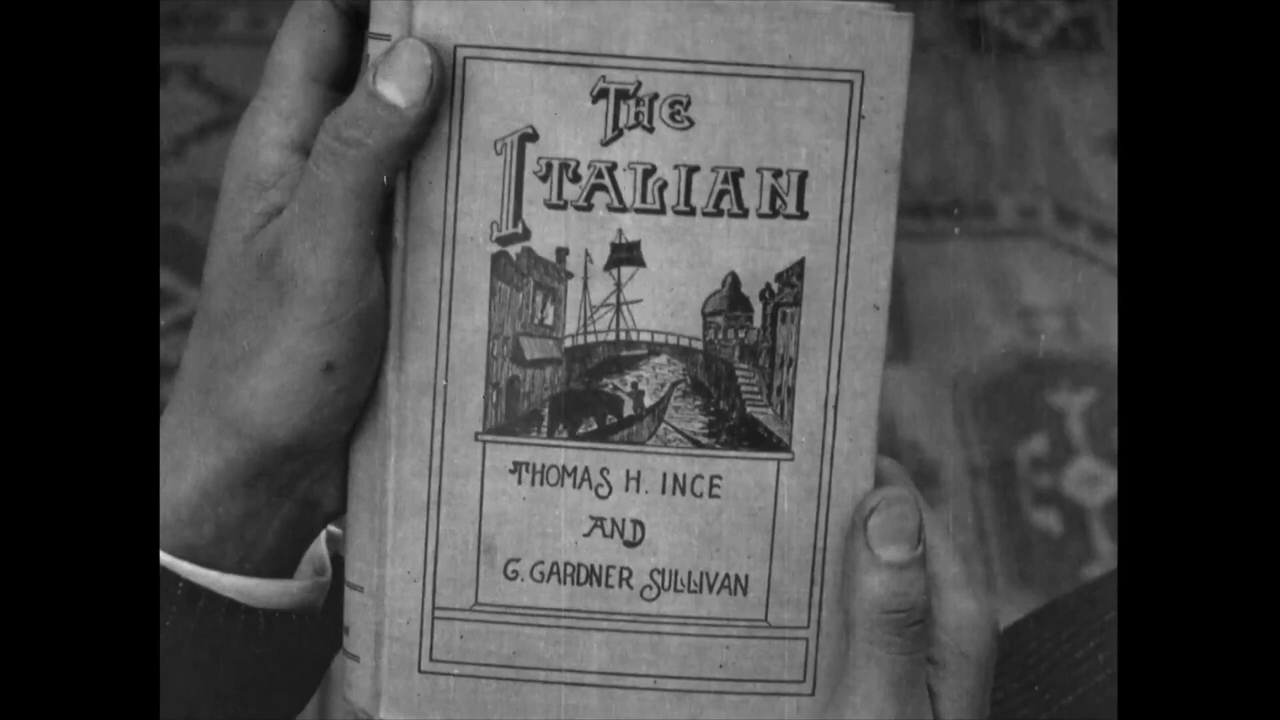 THE
ITALIAN
THOMAS H. INCE
AND
G. GARDNER SULLIVAN